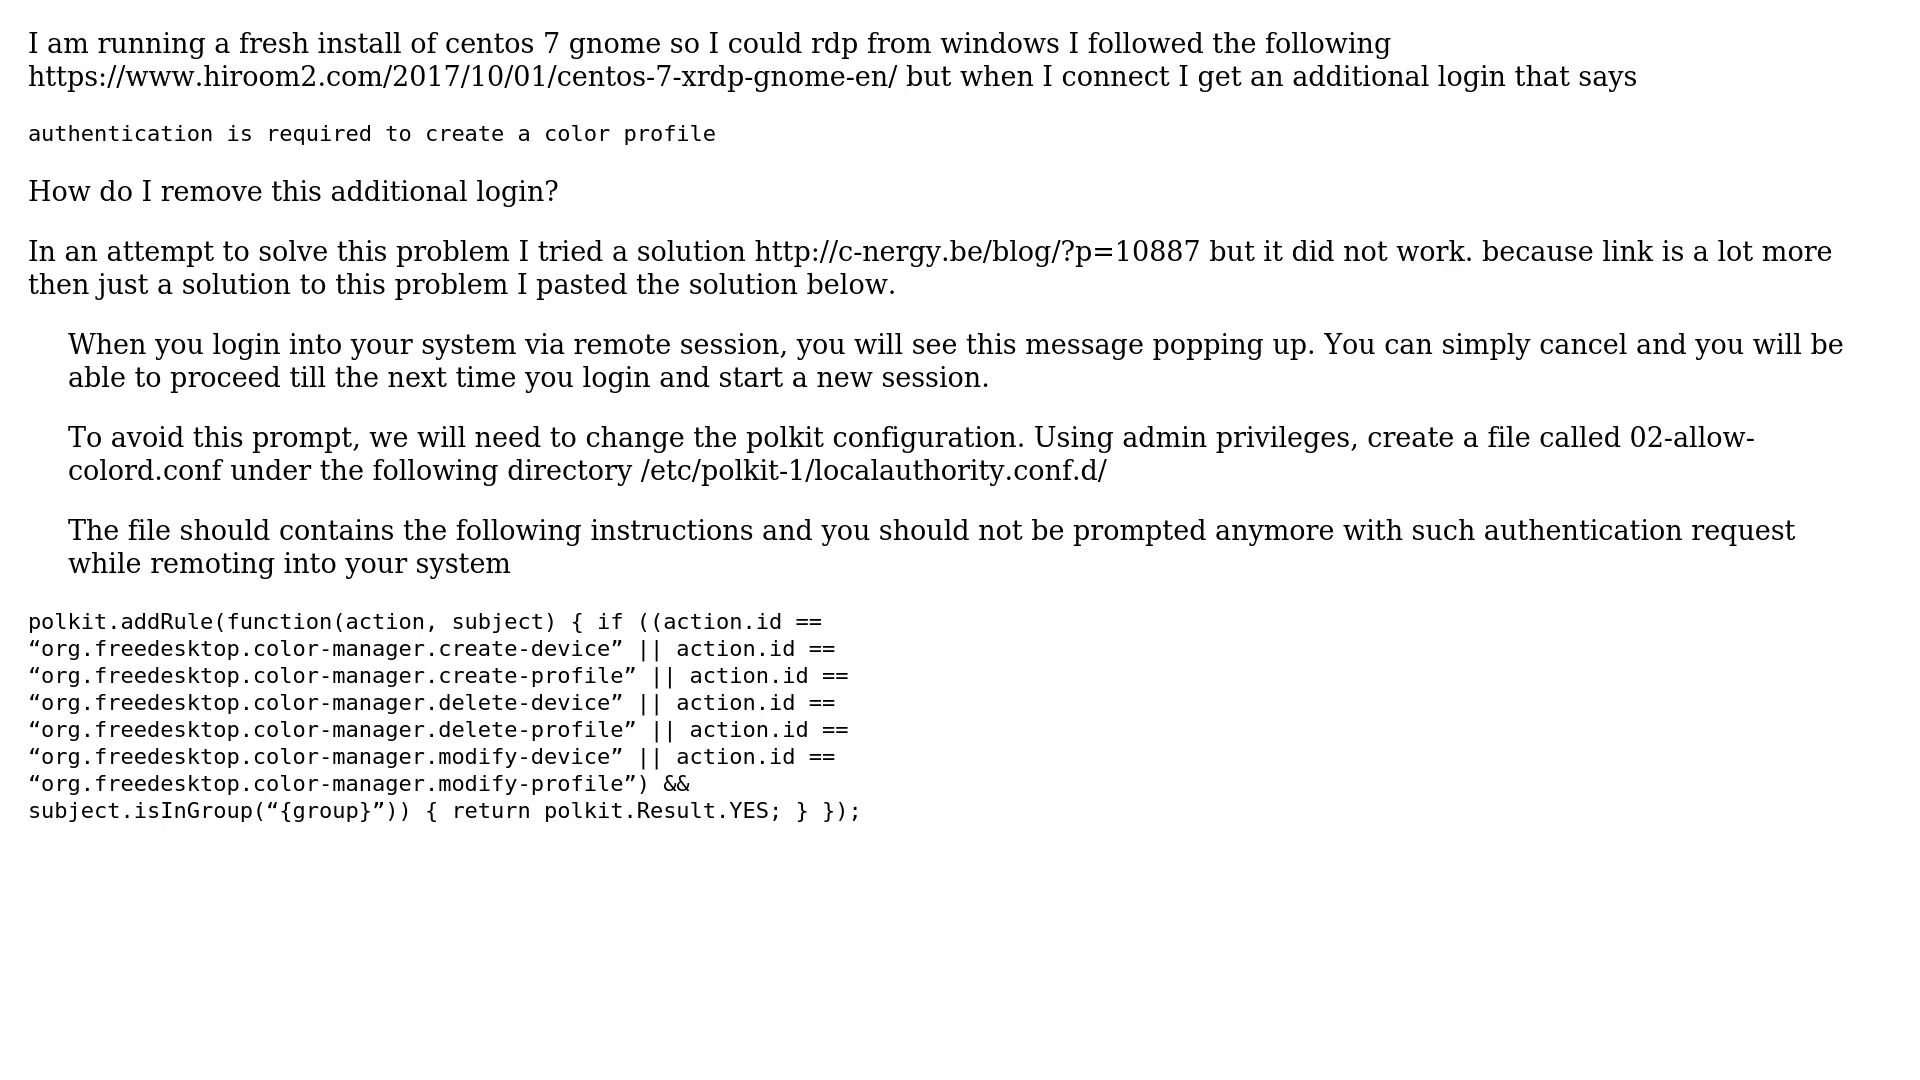 I am running a fresh install of centos 7 gnome so I could rdp from windows I followed the following
https://www.hiroom2.com/2017/10/01/centos-7-xrdp-gnome-en/ but when I connect I get an additional login that says
authentication is required to create a color profile
How do I remove this additional login?
In an attempt to solve this problem I tried a solution http://c-nergy.be/blog/?p=10887 but it did not work. because link is a lot more
then just a solution to this problem I pasted the solution below.
When you login into your system via remote session, you will see this message popping up. You can simply cancel and you will be
able to proceed till the next time you login and start a new session.
To avoid this prompt, we will need to change the polkit configuration. Using admin privileges, create a file called 02-allow-
colord.conf under the following directory /etc/polkit-1/localauthority.conf.d/
The file should contains the following instructions and you should not be prompted anymore with such authentication request
while remoting into your system
polkit.addRule(function(action, subject) { if ((action.id ==
“org.freedesktop.color-manager.create-device” || action.id ==
“org.freedesktop.color-manager.create-profile” || action.id ==
“org.freedesktop.color-manager.delete-device” || action.id ==
“org.freedesktop.color-manager.delete-profile” || action.id ==
“org.freedesktop.color-manager.modify-device” || action.id ==
“org.freedesktop.color-manager.modify-profile”) &&
subject.isInGroup(“{group}”)) { return polkit.Result.YES; } });